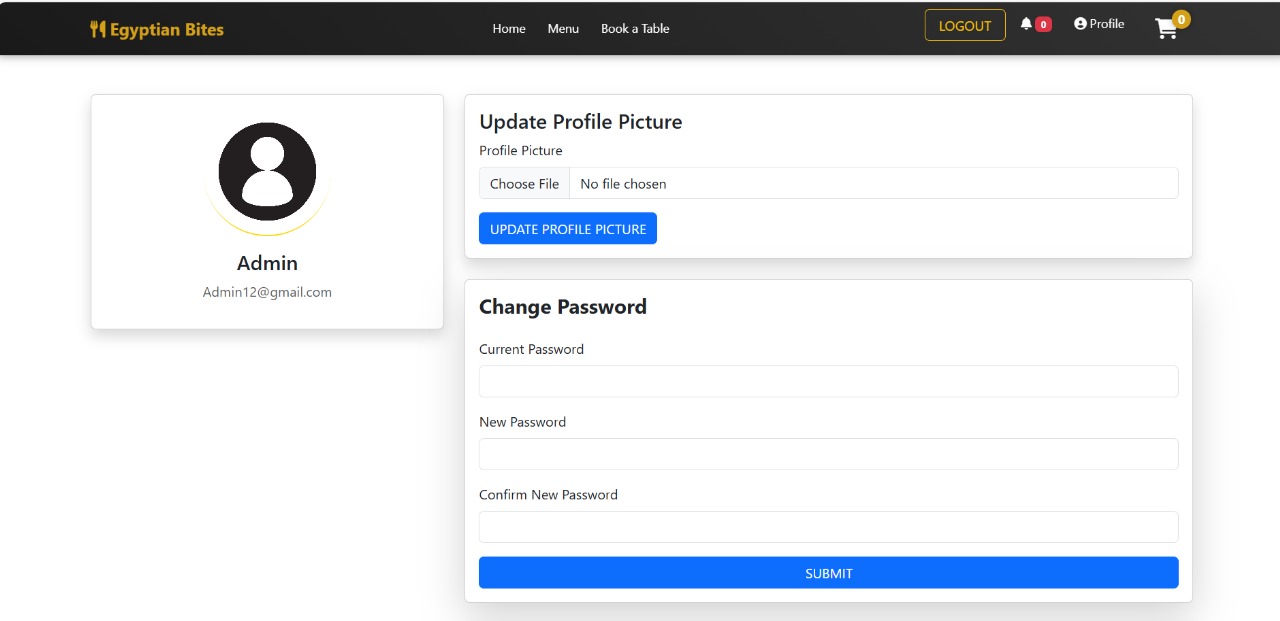 Egyptian Bites
Home Menu Book a Table
LOGOUT 0 Profile 0
Admin
Admin12@gmail.com
Update Profile Picture
Profile Picture
Choose File No file chosen
UPDATE PROFILE PICTURE
Change Password
Current Password
New Password
Confirm New Password
SUBMIT